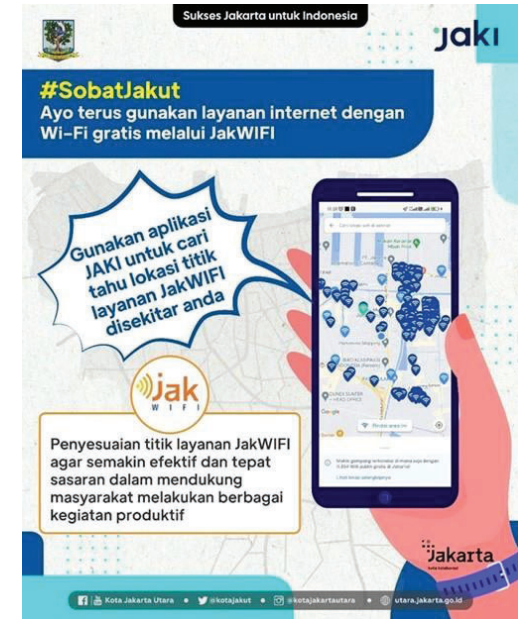 Sukses Jakarta untuk Indonesia
jaki
#SobatJakut
Ayo terus gunakan layanan internet dengan
Wi-Fi gratis melalui JakWIFI
Gunakan aplikasi
JAKI untuk cari
tahu lokasi titik
layanan JakWIFI
disekitar anda
jak
WIFI
Penyesuaian titik layanan JakWIFI
agar semakin efektif dan tepat
sasaran dalam mendukung
masyarakat melakukan berbagai
kegiatan produktif
Google
Jakarta
Kota Jakarta Utara
@kotajakut
@kotajakartautara
utara.jakarta.go.id